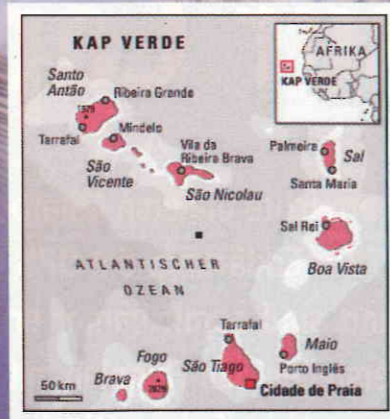 KAP VERDE
AFRIKA
KAP VERDE
Santo
Antão
Ribeira Grande
1979
Tarrafal
Mindelo
São
Vicente
Vila da
Ribeira Brava
São Nicolau
Palmeira
Sal
Santa Maria
Sal Rei
Boa Vista
ATLANTISCHER
OZEAN
Tarrafal
Maio
Fogo
São Tiago
Porto Inglês
Brava
2829
50 km
Cidade de Praia